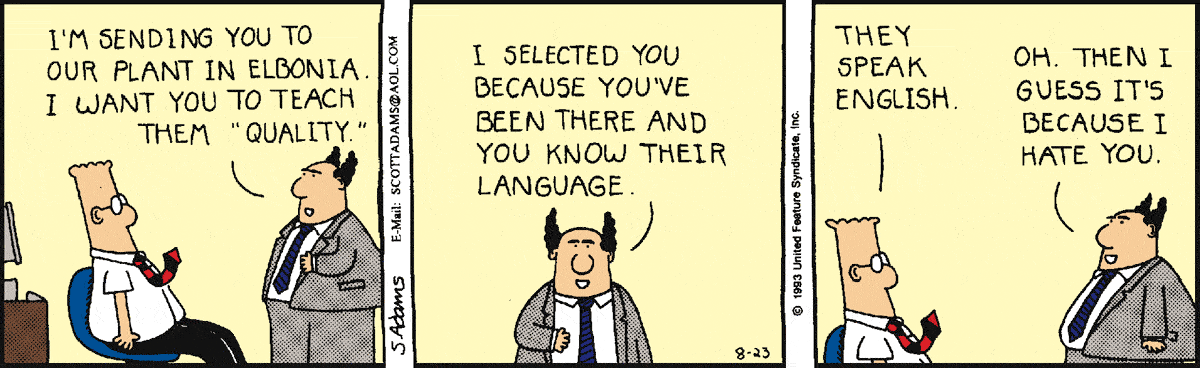 I'M SENDING YOU TO
OUR PLANT IN ELBONIA.
I WANT YOU TO TEACH
THEM "QUALITY."
S.Adams
E-Mail: SCOTTADAMS@AOL.COM
I SELECTED YOU
BECAUSE YOU'VE
BEEN THERE AND
YOU KNOW THEIR
LANGUAGE.
8-23
© 1993 United Feature Syndicate, Inc.
THEY
SPEAK
ENGLISH.
OH. THEN I
GUESS IT'S
BECAUSE I
HATE YOU.